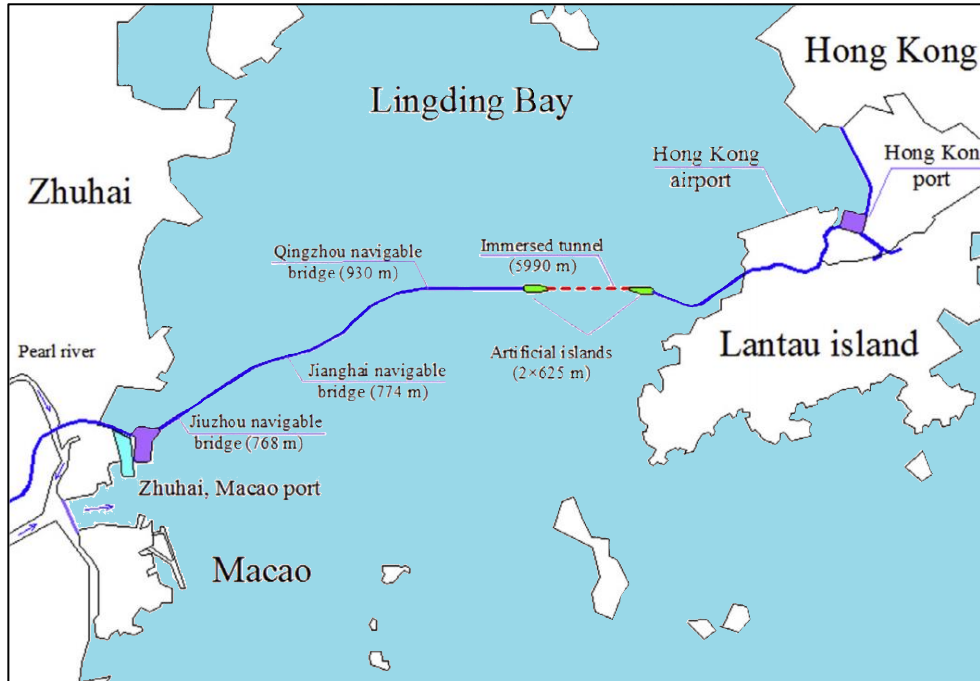 Hong Kong
Lingding Bay
Hong Kong
airport
Hong Kon
port
Zhuhai
Qingzhou navigable
bridge (930 m)
Immersed tunnel
(5990 m)
Lantau island
Pearl river
Jianghai navigable
bridge (774 m)
Artificial islands
(2×625 m)
Jiuzhou navigable
bridge (768 m)
Zhuhai, Macao port
Macao